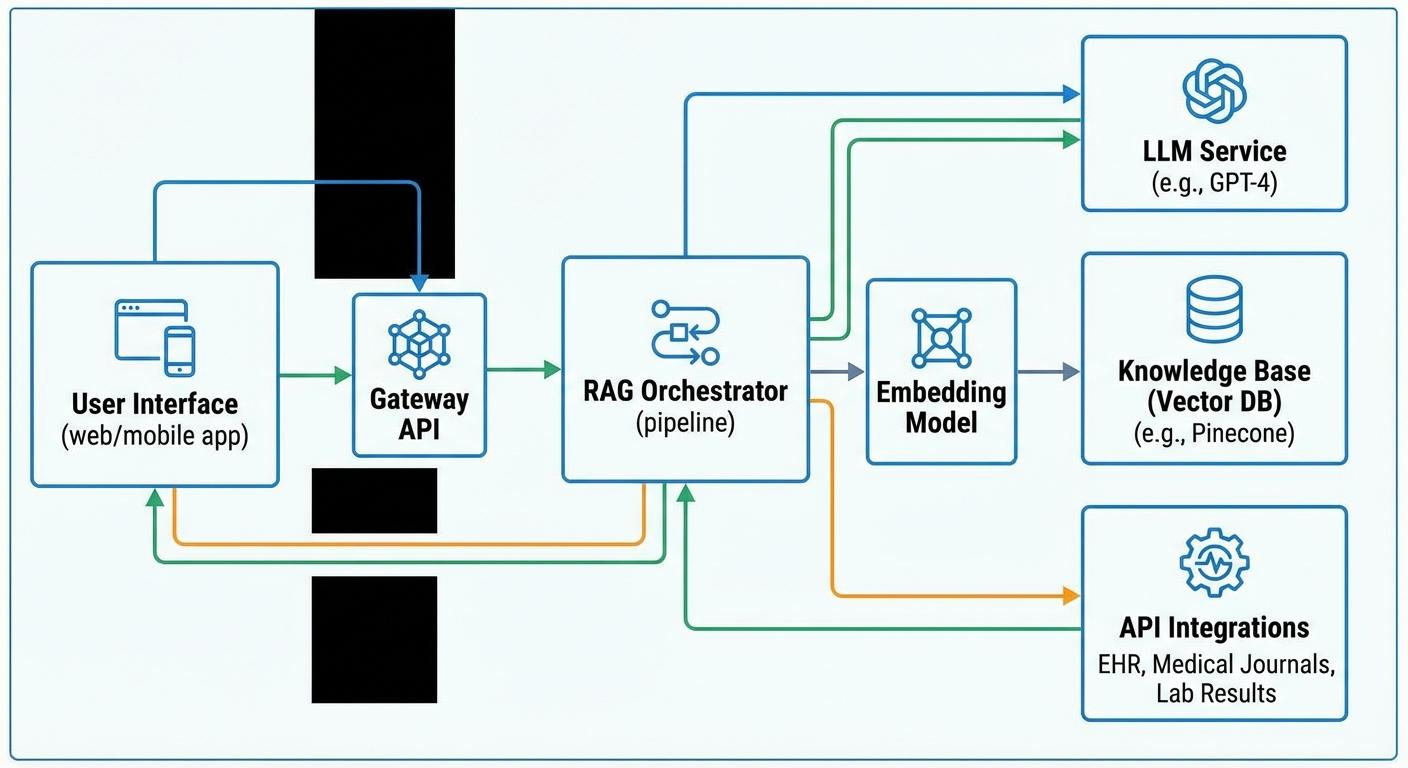 User Interface
(web/mobile app)
Gateway
API
RAG Orchestrator
(pipeline)
Embedding
Model
LLM Service
(e.g., GPT-4)
Knowledge Base
(Vector DB)
(e.g., Pinecone)
API Integrations
EHR, Medical Journals,
Lab Results